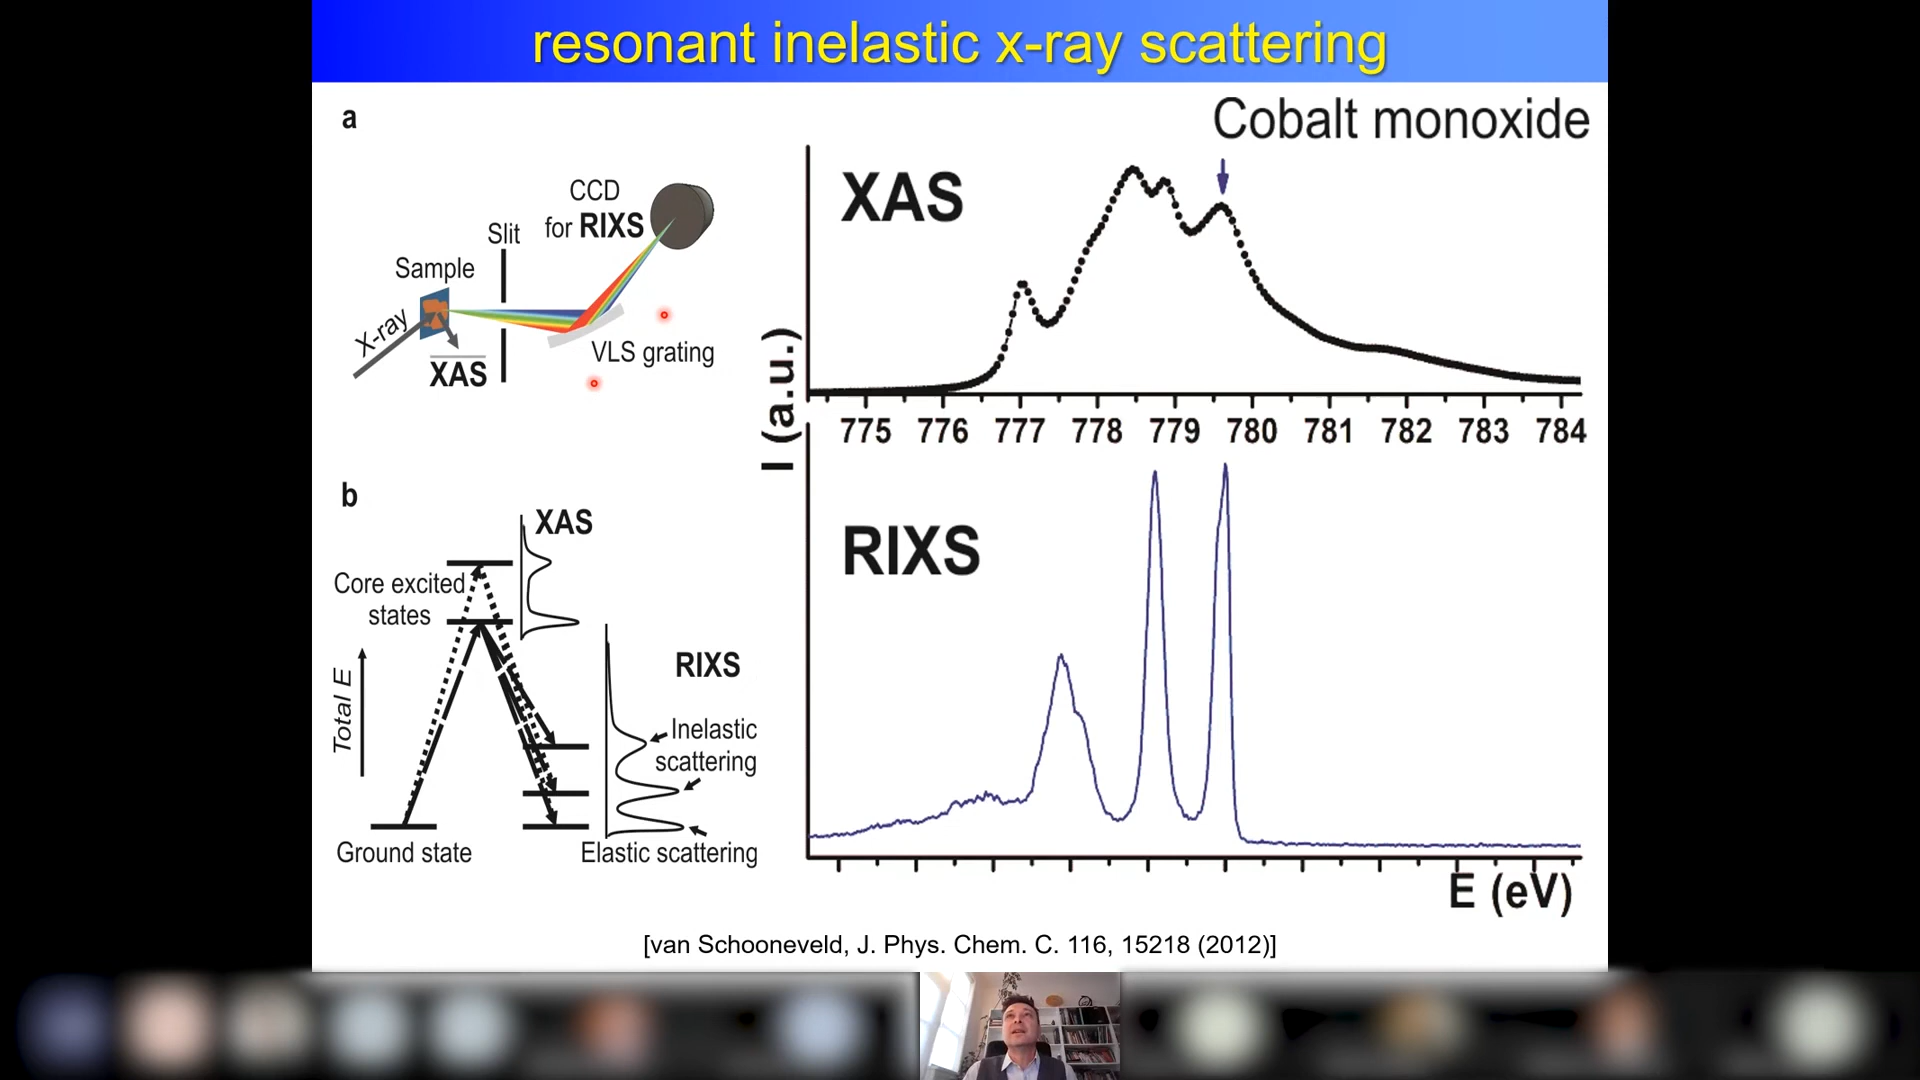 resonant inelastic x-ray scattering
a
CCD
for RIXS
Slit
Sample
X-ray
XAS
VLS grating
Cobalt monoxide
XAS
I (a.u.)
775 776 777 778 779 780 781 782 783 784
b
XAS
Core excited
states
Total E
RIXS
Inelastic
scattering
Ground state
Elastic scattering
RIXS
E (eV)
[van Schooneveld, J. Phys. Chem. C. 116, 15218 (2012)]